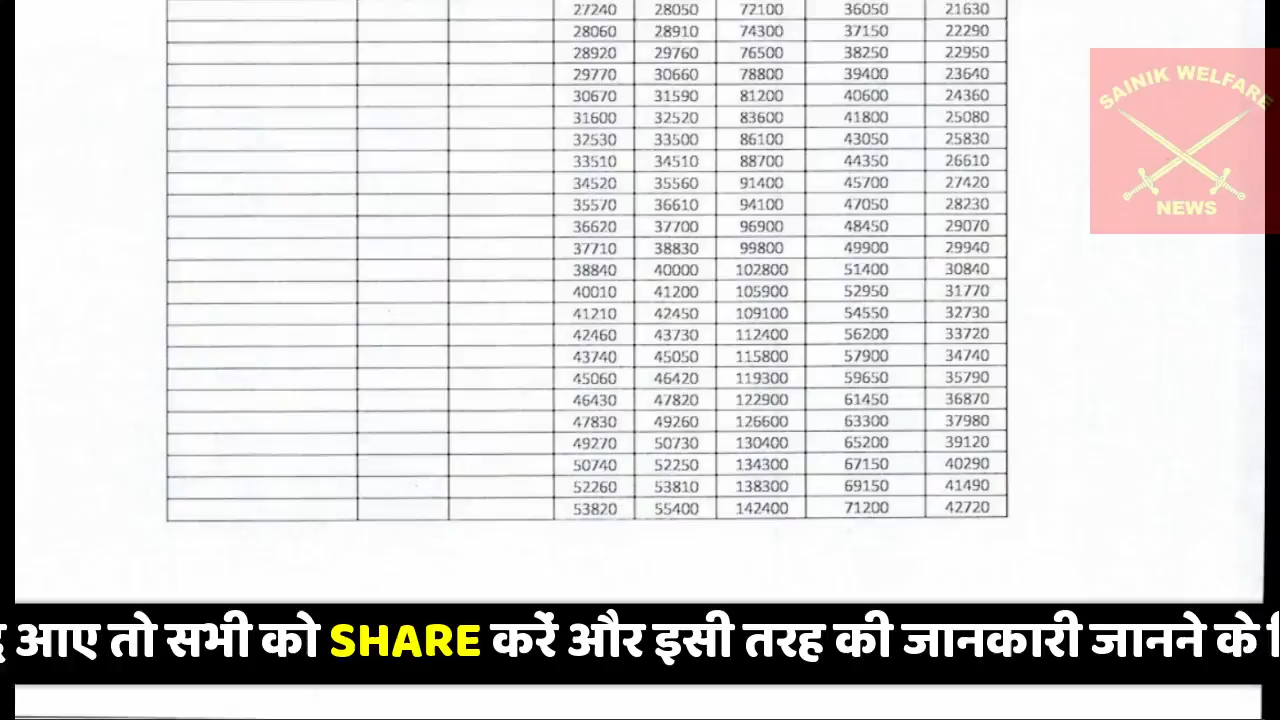 27240 28050 72100 36050 21630
28060 28910 74300 37150 22290
28920 29760 76500 38250 22950
29770 30660 78800 39400 23640
30670 31590 81200 40600 24360
31600 32520 83600 41800 25080
32530 33500 86100 43050 25830
33510 34510 88700 44350 26610
34520 35560 91400 45700 27420
35570 36610 94100 47050 28230
36620 37700 96900 48450 29070
37710 38830 99800 49900 29940
38840 40000 102800 51400 30840
40010 41200 105900 52950 31770
41210 42450 109100 54550 32730
42460 43730 112400 56200 33720
43740 45050 115800 57900 34740
45060 46420 119300 59650 35790
46430 47820 122900 61450 36870
47830 49260 126600 63300 37980
49270 50730 130400 65200 39120
50740 52250 134300 67150 40290
52260 53810 138300 69150 41490
53820 55400 142400 71200 42720
SAINIK WELFARE
NEWS
आए तो सभी को SHARE करें और इसी तरह की जानकारी जानने के